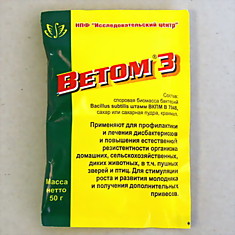 НПФ "Исследовательский центр"
ВЕТОМ 3
Состав:
споровая биомасса бактерий
Bacillus subtilis штамм ВКПМ В 7048,
сахар или сахарная пудра, крахмал.
Применяют для профилактики
и лечения дисбактериозов
и повышения естественной
резистентности организма
домашних, сельскохозяйственных,
диких животных, в т.ч. пушных
зверей и птиц. Для стимуляции
роста и развития молодняка
и получения дополнительных
привесов.
Масса
нетто
50 г